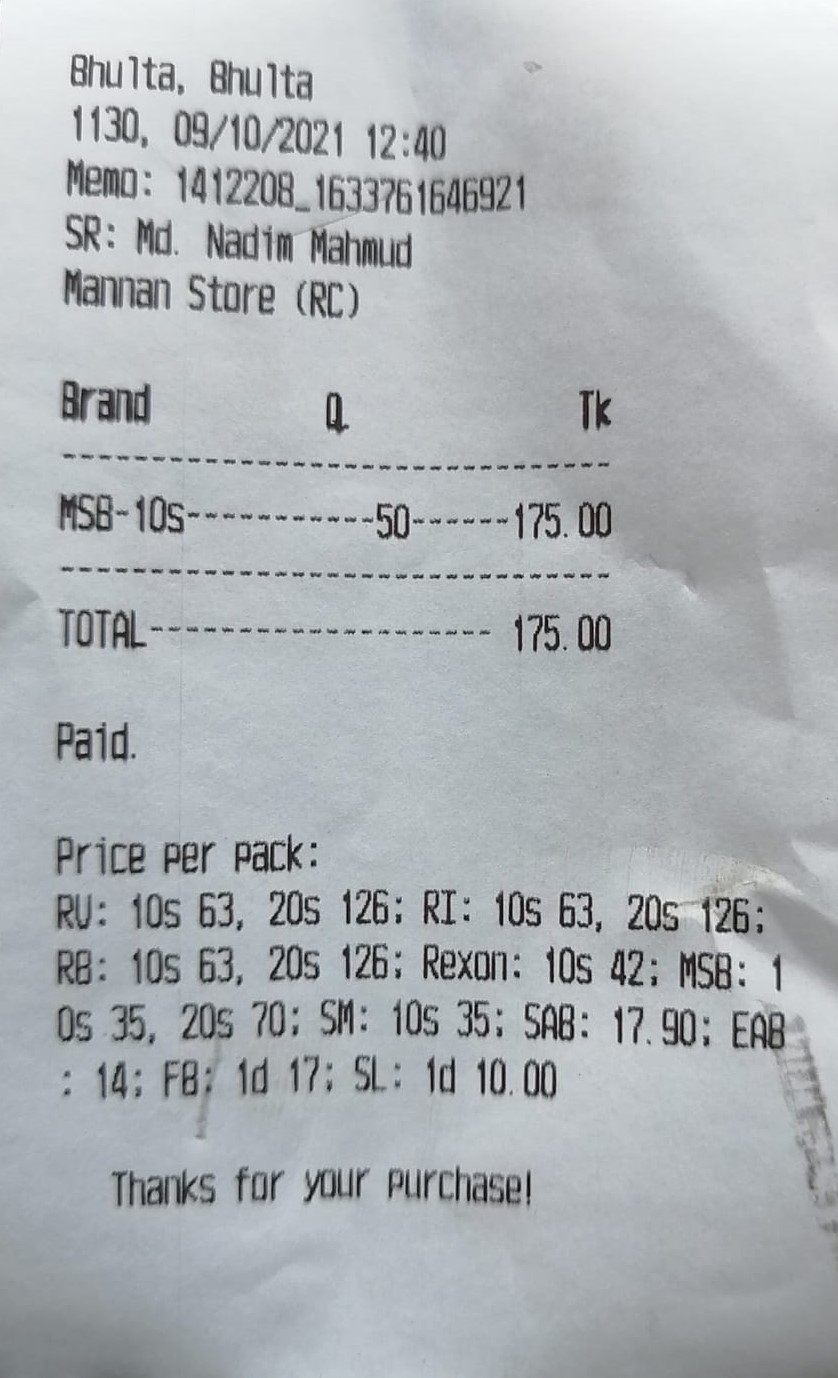 Bhulta, Bhulta
1130, 09/10/2021 12:40
Memo: 1412208_1633761646921
SR: Md. Nadim Mahmud
Mannan Store (RC)
Brand Q Tk
------------------------------
MSB-10s-----------50------175.00
------------------------------
TOTAL------------------- 175.00
Paid.
Price per pack:
RV: 10s 63, 20s 126; RI: 10s 63, 20s 126;
RB: 10s 63, 20s 126; Rexon: 10s 42; MSB: 1
0s 35, 20s 70; SM: 10s 35; SAB: 17.90; EAB
: 14; FB: 1d 17; SL: 1d 10.00
Thanks for your purchase!